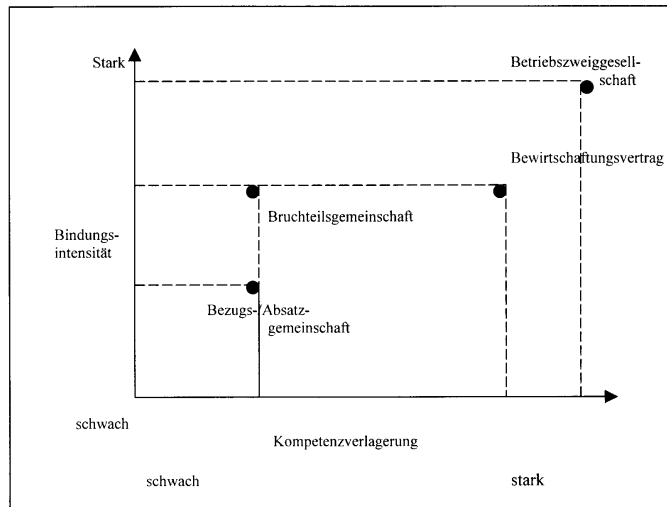 Stark
Betriebszweiggesell-
schaft
Bewirtschaftungsvertrag
Bruchteilsgemeinschaft
Bindungs-
intensität
Bezugs-/Absatz-
gemeinschaft
schwach
Kompetenzverlagerung
schwach
stark